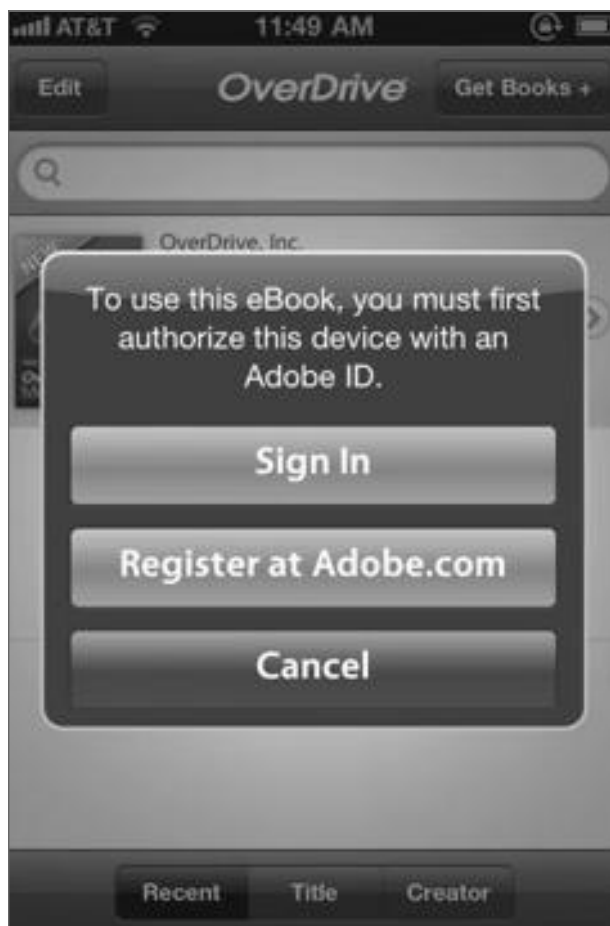 AT&T 11:49 AM
Edit OverDrive Get Books +
OverDrive, Inc.
NEW
To use this eBook, you must first
authorize this device with an
Adobe ID.
Sign In
Register at Adobe.com
Cancel
Recent Title Creator